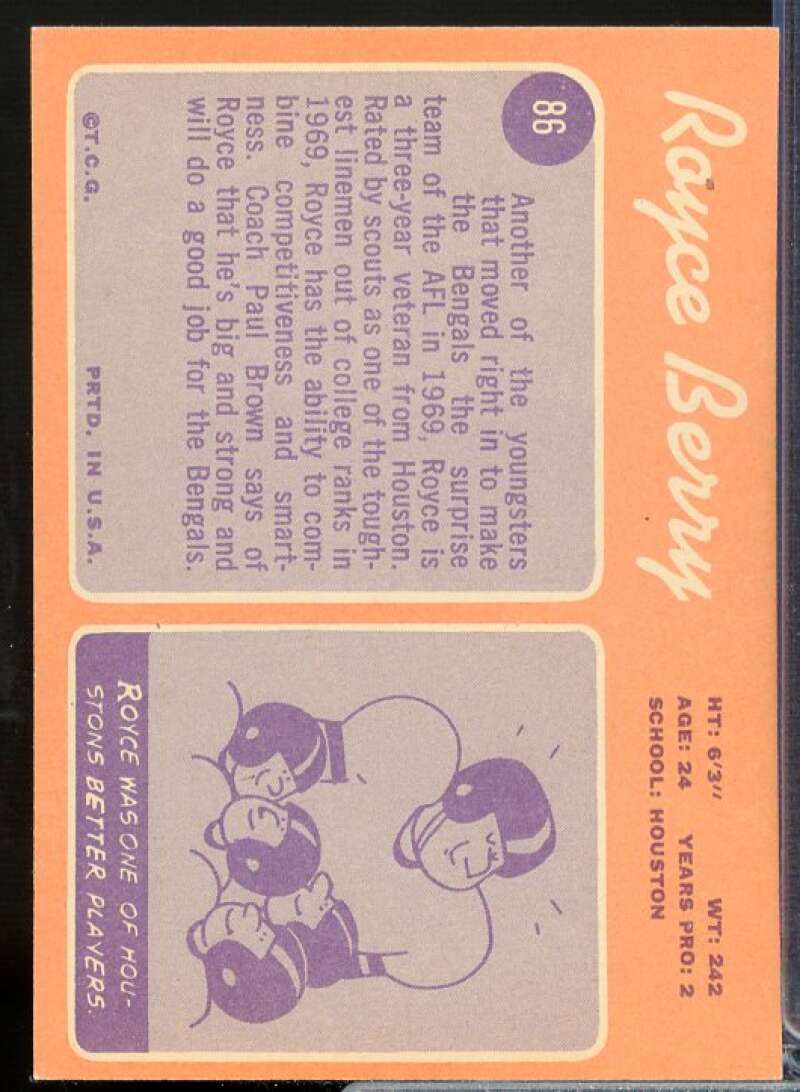 Royce Berry
HT: 6'3" WT: 242
AGE: 24 YEARS PRO: 2
SCHOOL: HOUSTON
86
Another of the youngsters
that moved right in to make
the Bengals the surprise
team of the AFL in 1969, Royce is
a three-year veteran from Houston.
Rated by scouts as one of the tough-
est linemen out of college ranks in
1969, Royce has the ability to com-
bine competitiveness and smart-
ness. Coach Paul Brown says of
Royce that he's big and strong and
will do a good job for the Bengals.
©T.C.G. PRTD. IN U.S.A.
ROYCE WAS ONE OF HOU-
STONS BETTER PLAYERS.